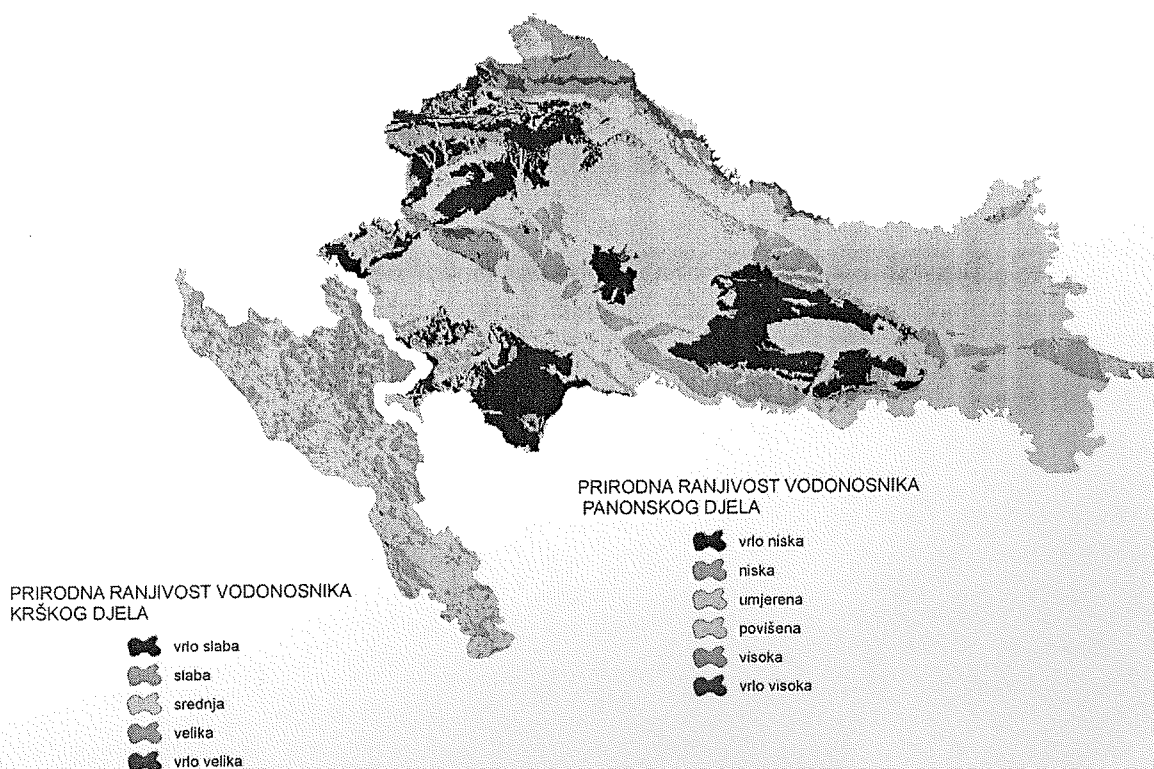 PRIRODNA RANJIVOST VODONOSNIKA
PANONSKOG DJELA
vrlo niska
niska
umjerena
povišena
visoka
vrlo visoka
PRIRODNA RANJIVOST VODONOSNIKA
KRŠKOG DJELA
vrlo slaba
slaba
srednja
velika
vrlo velika